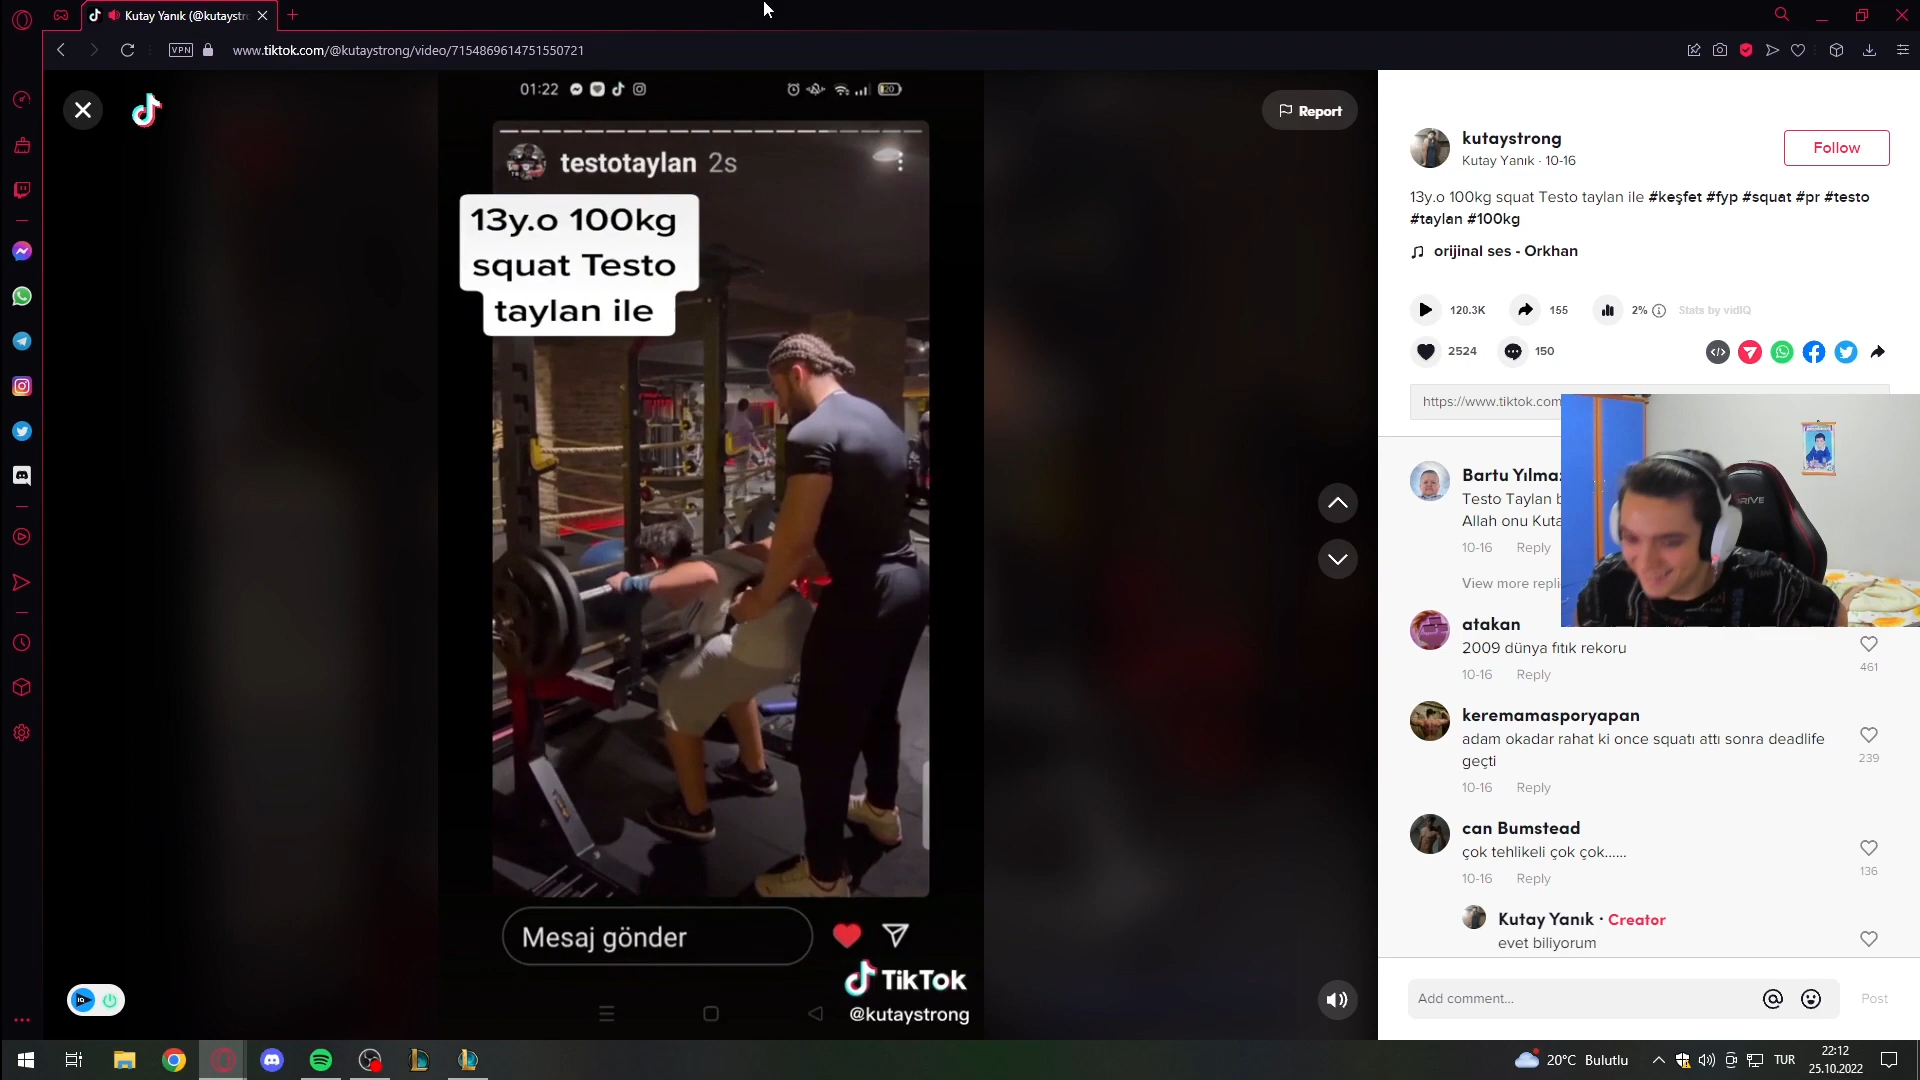 Kutay Yanık (@kutaystr
VPN
www.tiktok.com/@kutaystrong/video/7154869614751550721
01:22
20
testotaylan 2s
13y.o 100kg
squat Testo
taylan ile
Mesaj gönder
TikTok
@kutaystrong
Report
kutaystrong
Kutay Yanık · 10-16
Follow
13y.o 100kg squat Testo taylan ile #keşfet #fyp #squat #pr #testo
#taylan #100kg
orijinal ses - Orkhan
120.3K
155
2%
Stats by vidIQ
2524
150
https://www.tiktok.com
Bartu Yılma
Testo Taylan
Allah onu
10-16 Reply
View more
atakan
2009 dünya fıtık rekoru
461
10-16 Reply
keremamasporyapan
adam okadar rahat ki once squatı attı sonra deadlife
geçti
239
10-16 Reply
can Bumstead
çok tehlikeli çok çok......
136
10-16 Reply
Kutay Yanık · Creator
evet biliyorum
Add comment...
Post
20°C Bulutlu
TUR
22:12
25.10.2022